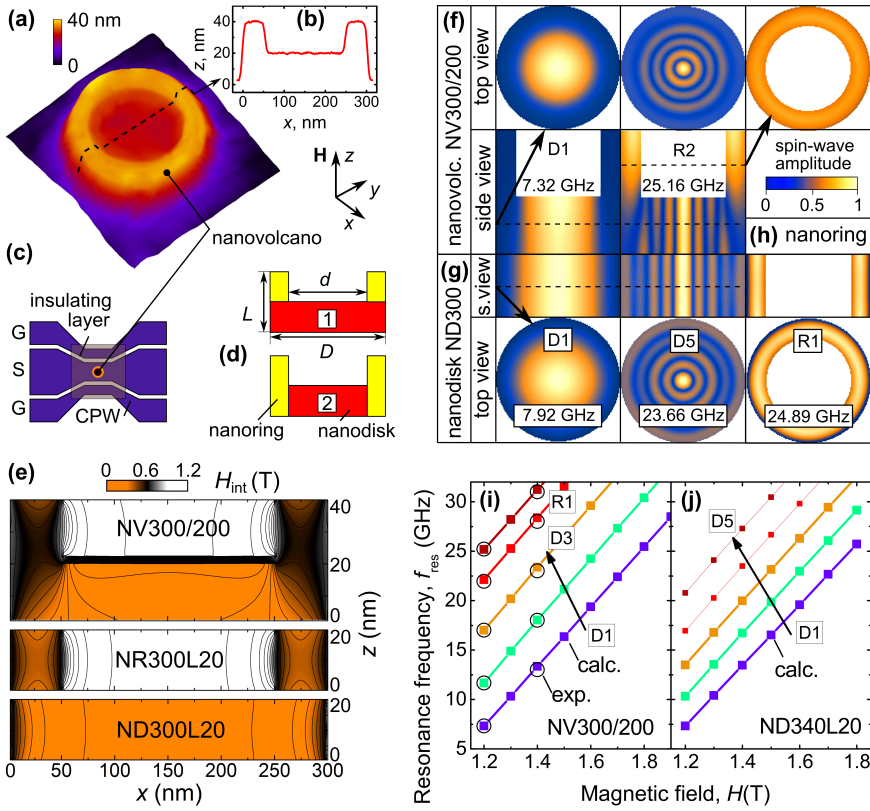 (a)
40 nm
0
nanovolcano
(b)
z, nm
40
20
0
0 100 200 300
x, nm
H
z
y
x
(c)
insulating
layer
G
S
G
CPW
d
L
1
D
(d)
2
nanoring
nanodisk
(e)
0 0.6 1.2
H int (T)
NV300/200
40
20
0
NR300L20
20
0
ND300L20
20
0
z (nm)
0 50 100 150 200 250 300
x (nm)
(f)
nanovolc. NV300/200
top view
side view
D1
7.32 GHz
R2
25.16 GHz
spin-wave
amplitude
0 0.5 1
(h) nanoring
(g)
nanodisk ND300
s.view
top view
D1
7.92 GHz
D5
23.66 GHz
R1
24.89 GHz
Resonance frequency, f res (GHz)
30
25
20
15
10
5
(i)
R1
D3
D1
calc.
exp.
NV300/200
1.2 1.4 1.6 1.8
(j)
D5
D1
calc.
ND340L20
1.2 1.4 1.6 1.8
Magnetic field, H(T)